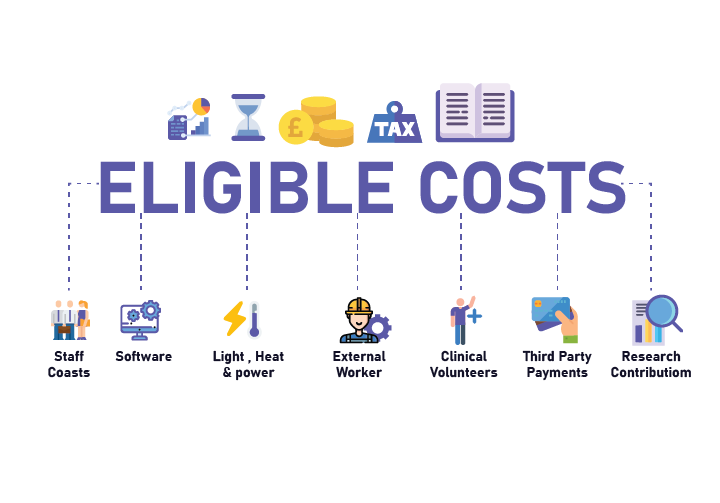 £
TAX
ELIGIBLE COSTS
Staff
Coasts
Software
Light , Heat
& power
External
Worker
Clinical
Volunteers
Third Party
Payments
Research
Contributiom